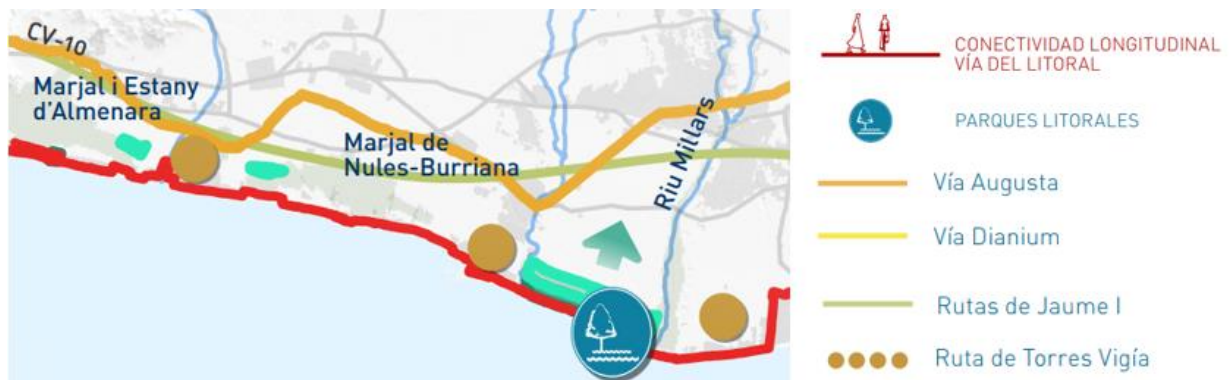 CV-10
Marjal i Estany
d'Almenara
Marjal de
Nules-Burriana
Riu Millars
CONECTIVIDAD LONGITUDINAL
VÍA DEL LITORAL
PARQUES LITORALES
Vía Augusta
Vía Dianium
Rutas de Jaume I
Ruta de Torres Vigía